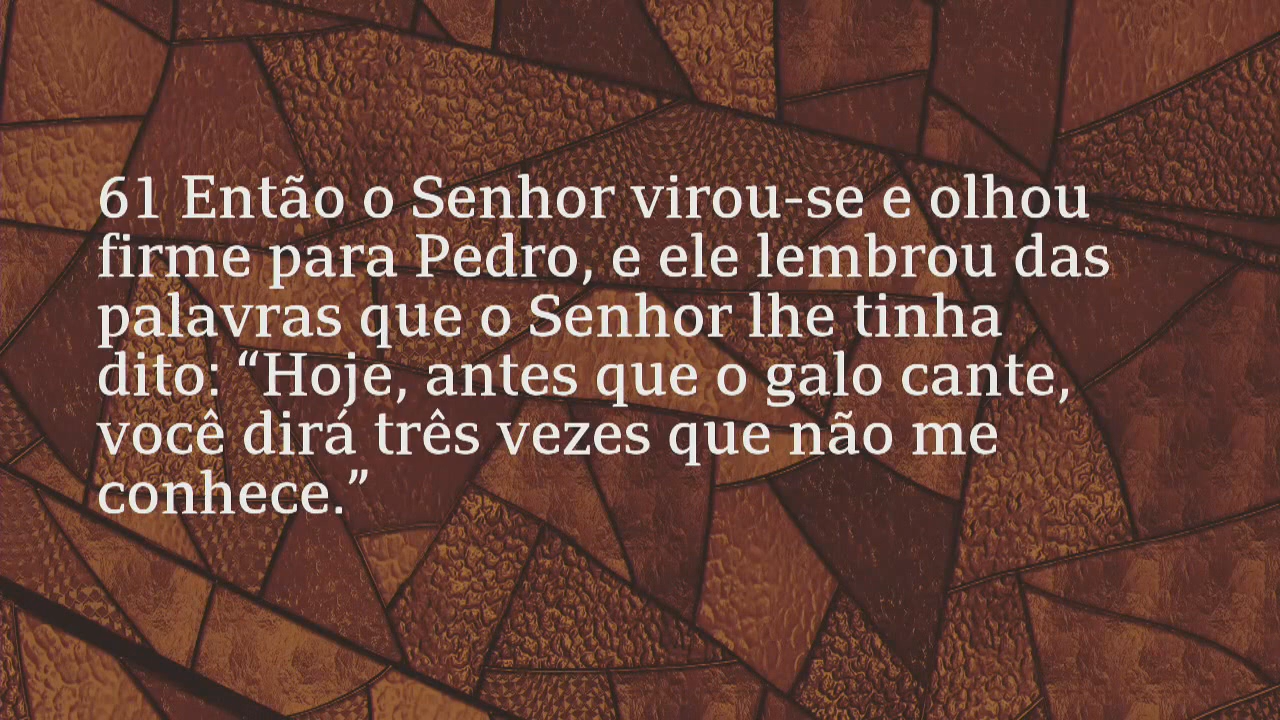 61 Então o Senhor virou-se e olhou
firme para Pedro, e ele lembrou das
palavras que o Senhor lhe tinha
dito: “Hoje, antes que o galo cante,
você dirá três vezes que não me
conhece.”